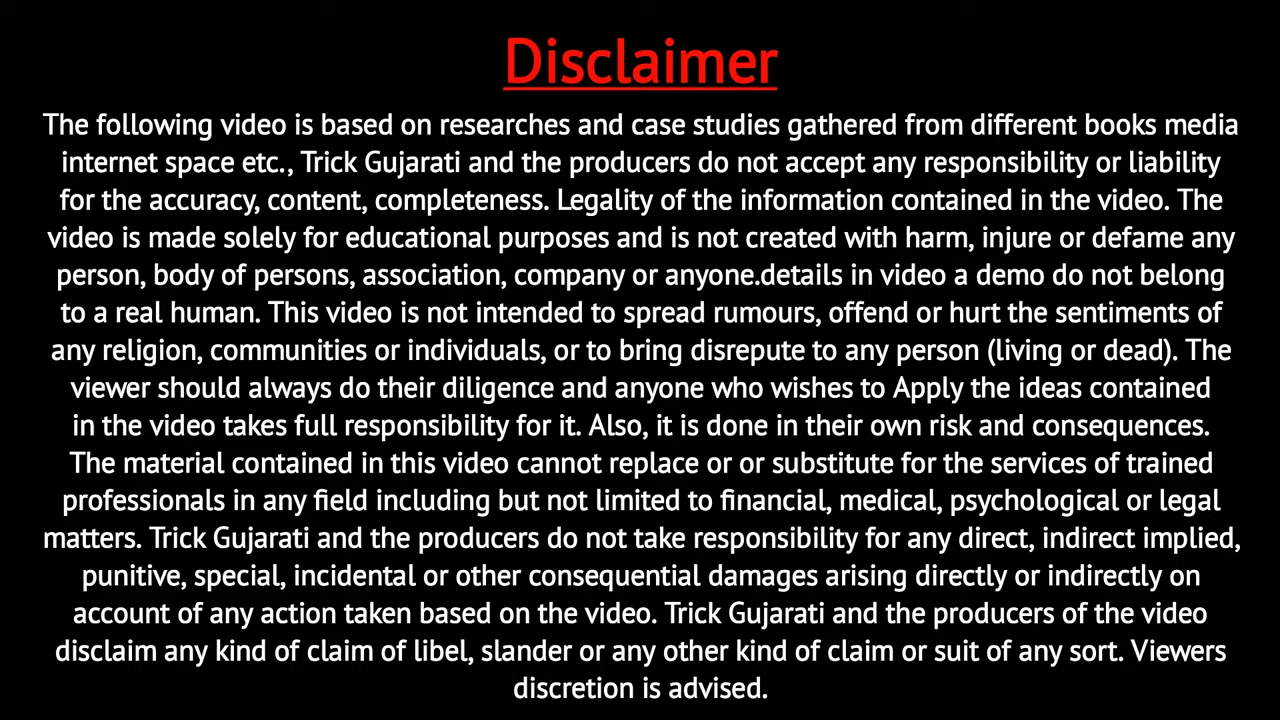 Disclaimer
The following video is based on researches and case studies gathered from different books media
internet space etc., Trick Gujarati and the producers do not accept any responsibility or liability
for the accuracy, content, completeness. Legality of the information contained in the video. The
video is made solely for educational purposes and is not created with harm, injure or defame any
person, body of persons, association, company or anyone.details in video a demo do not belong
to a real human. This video is not intended to spread rumours, offend or hurt the sentiments of
any religion, communities or individuals, or to bring disrepute to any person (living or dead). The
viewer should always do their diligence and anyone who wishes to Apply the ideas contained
in the video takes full responsibility for it. Also, it is done in their own risk and consequences.
The material contained in this video cannot replace or or substitute for the services of trained
professionals in any field including but not limited to financial, medical, psychological or legal
matters. Trick Gujarati and the producers do not take responsibility for any direct, indirect implied,
punitive, special, incidental or other consequential damages arising directly or indirectly on
account of any action taken based on the video. Trick Gujarati and the producers of the video
disclaim any kind of claim of libel, slander or any other kind of claim or suit of any sort. Viewers
discretion is advised.